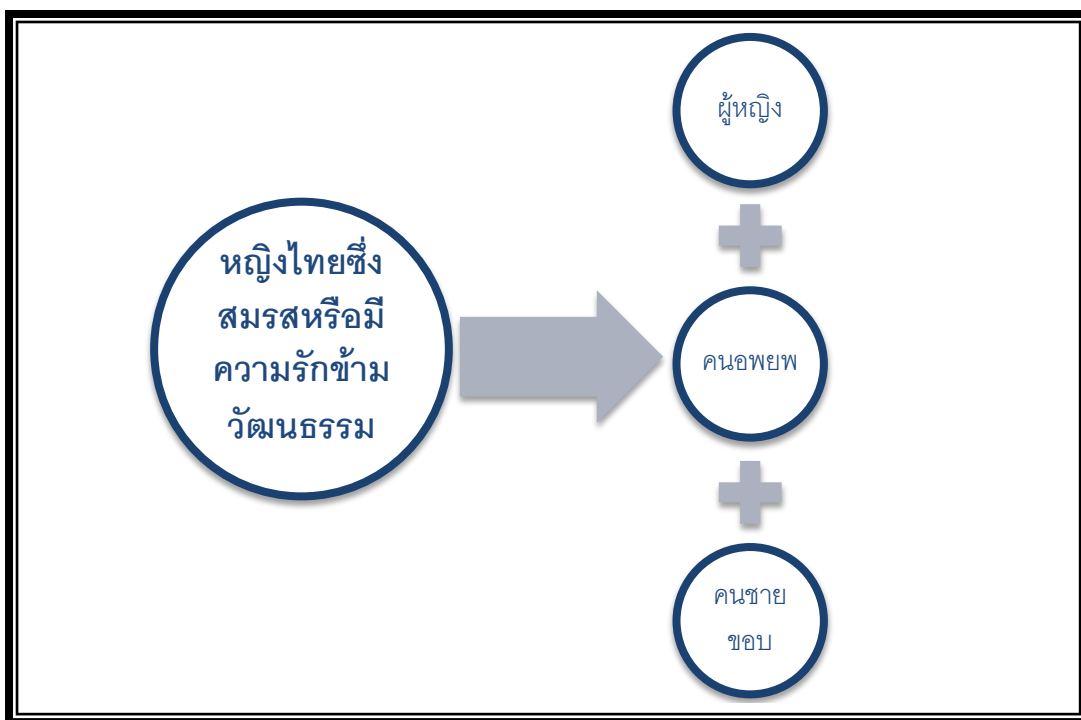 หญิงไทยซึ่ง
สมรสหรือมี
ความรักข้าม
วัฒนธรรม
ผู้หญิง
คนอพยพ
คนชาย
ขอบ